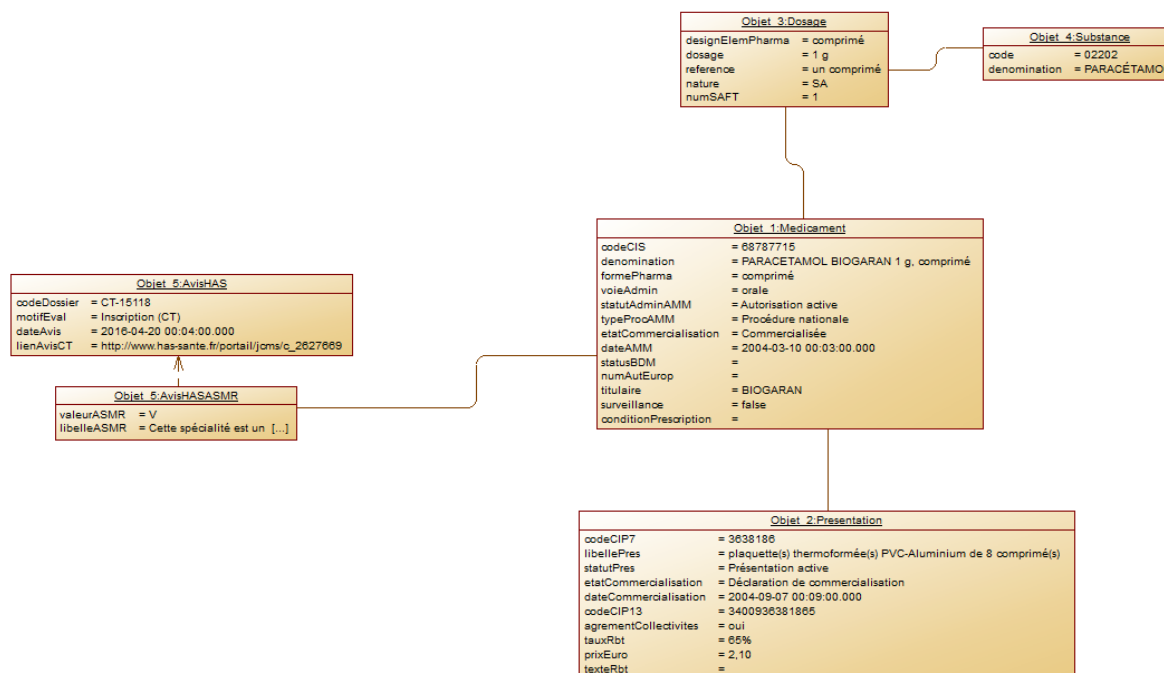 Objet_3:Dosage
designElemPharma = comprimé
dosage = 1 g
reference = un comprimé
nature = SA
numSAFT = 1
Objet_4:Substance
code = 02202
denomination = PARACÉTAMO
Objet_1:Medicament
codeCIS = 68787715
denomination = PARACETAMOL BIOGARAN 1 g, comprimé
formePharma = comprimé
voieAdmin = orale
statutAdminAMM = Autorisation active
typeProcAMM = Procédure nationale
etatCommercialisation = Commercialisée
dateAMM = 2004-03-10 00:03:00.000
statusBDM =
numAutEurop =
titulaire = BIOGARAN
surveillance = false
conditionPrescription =
Objet_5:AvisHAS
codeDossier = CT-15118
motifEval = Inscription (CT)
dateAvis = 2016-04-20 00:04:00.000
lienAvisCT = http://www.has-sante.fr/portail/jcms/c_2627669
Objet_5:AvisHASASMR
valeurASMR = V
libelleASMR = Cette spécialité est un [...]
Objet_2:Presentation
codeCIP7 = 3638186
libellePres = plaquette(s) thermoformée(s) PVC-Aluminium de 8 comprimé(s)
statutPres = Présentation active
etatCommercialisation = Déclaration de commercialisation
dateCommercialisation = 2004-09-07 00:09:00.000
codeCIP13 = 3400936381865
agrementCollectivites = oui
tauxRbt = 65%
prixEuro = 2,10
texteRbt =